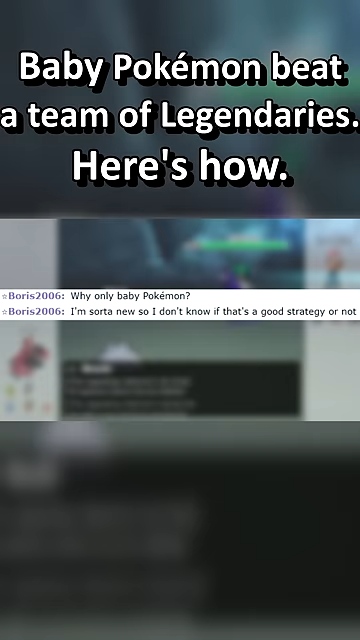 Baby Pokémon beat
a team of Legendaries.
Here's how.
☆Boris2006: Why only baby Pokémon?
☆Boris2006: I'm sorta new so I don't know if that's a good strategy or not